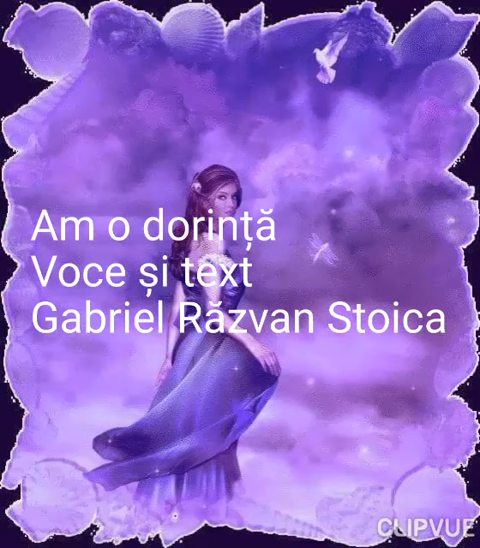 Am o dorință
Voce și text
Gabriel Răzvan Stoica
CLIPVUE